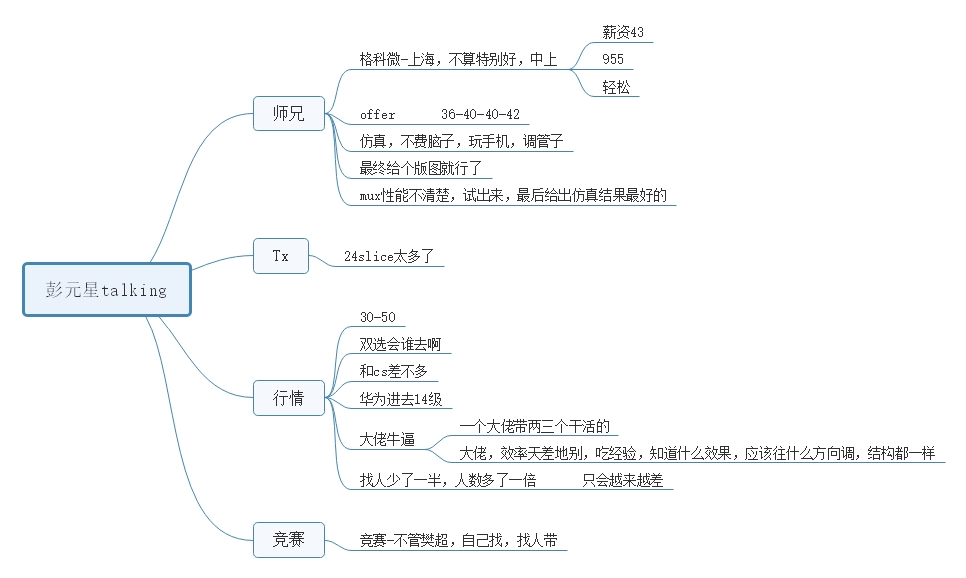 彭元星talking
师兄
格科微-上海，不算特别好，中上
薪资43
955
轻松
offer 36-40-40-42
仿真，不费脑子，玩手机，调管子
最终给个版图就行了
mux性能不清楚，试出来，最后给出仿真结果最好的
Tx
24slice太多了
行情
30-50
双选会谁去啊
和cs差不多
华为进去14级
大佬牛逼
一个大佬带两三个干活的
大佬，效率天差地别，吃经验，知道什么效果，应该往什么方向调，结构都一样
找人少了一半，人数多了一倍 只会越来越差
竞赛
竞赛-不管樊超，自己找，找人带